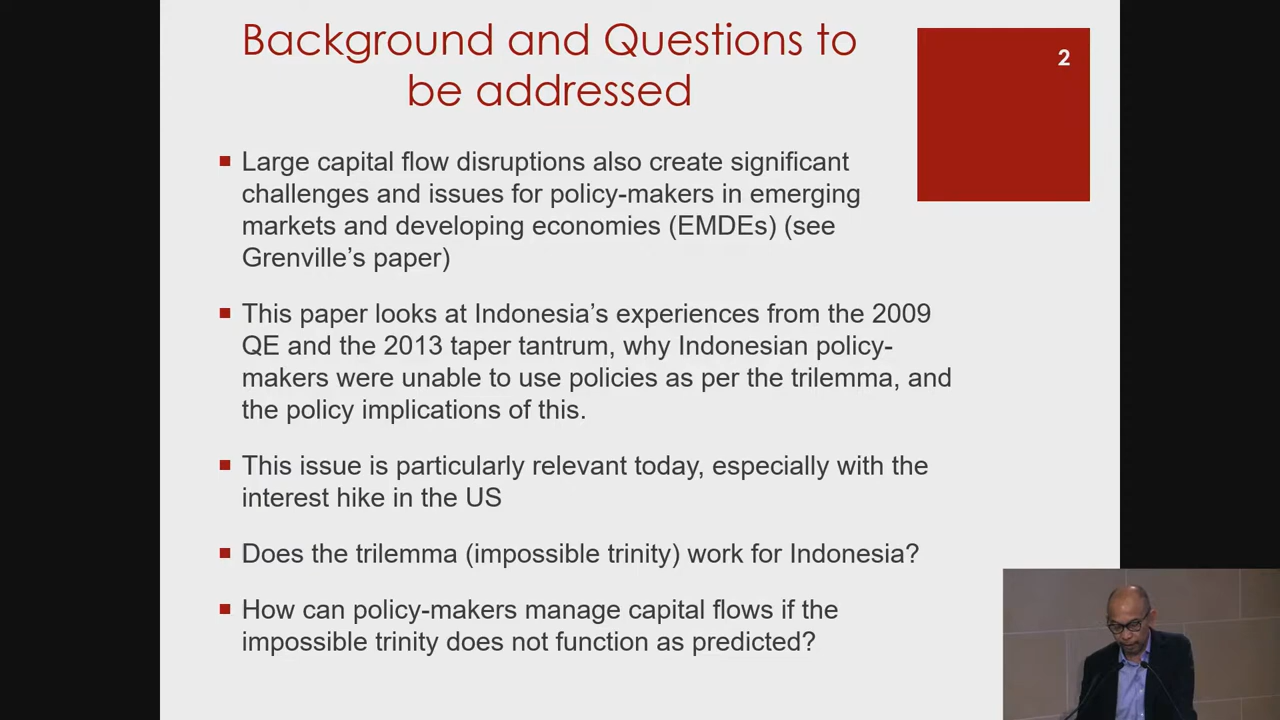 Background and Questions to
be addressed
2
Large capital flow disruptions also create significant
challenges and issues for policy-makers in emerging
markets and developing economies (EMDEs) (see
Grenville’s paper)
This paper looks at Indonesia’s experiences from the 2009
QE and the 2013 taper tantrum, why Indonesian policy-
makers were unable to use policies as per the trilemma, and
the policy implications of this.
This issue is particularly relevant today, especially with the
interest hike in the US
Does the trilemma (impossible trinity) work for Indonesia?
How can policy-makers manage capital flows if the
impossible trinity does not function as predicted?